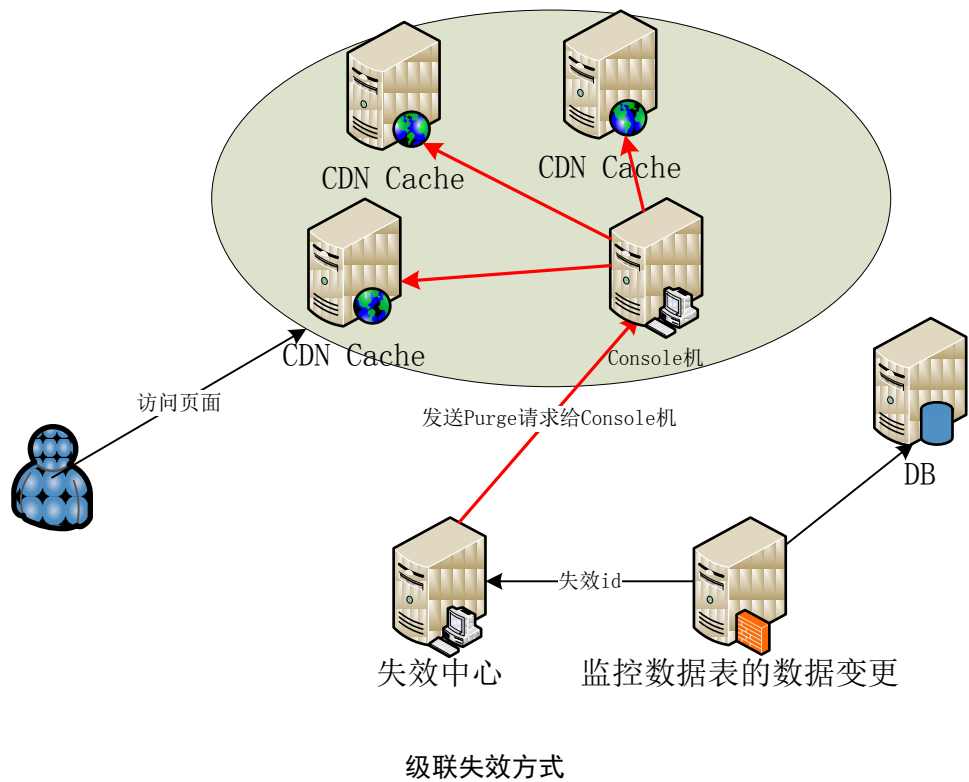 CDN Cache
CDN Cache
CDN Cache
Console机
访问页面
发送Purge请求给Console机
DB
失效id
失效中心
监控数据表的数据变更
级联失效方式